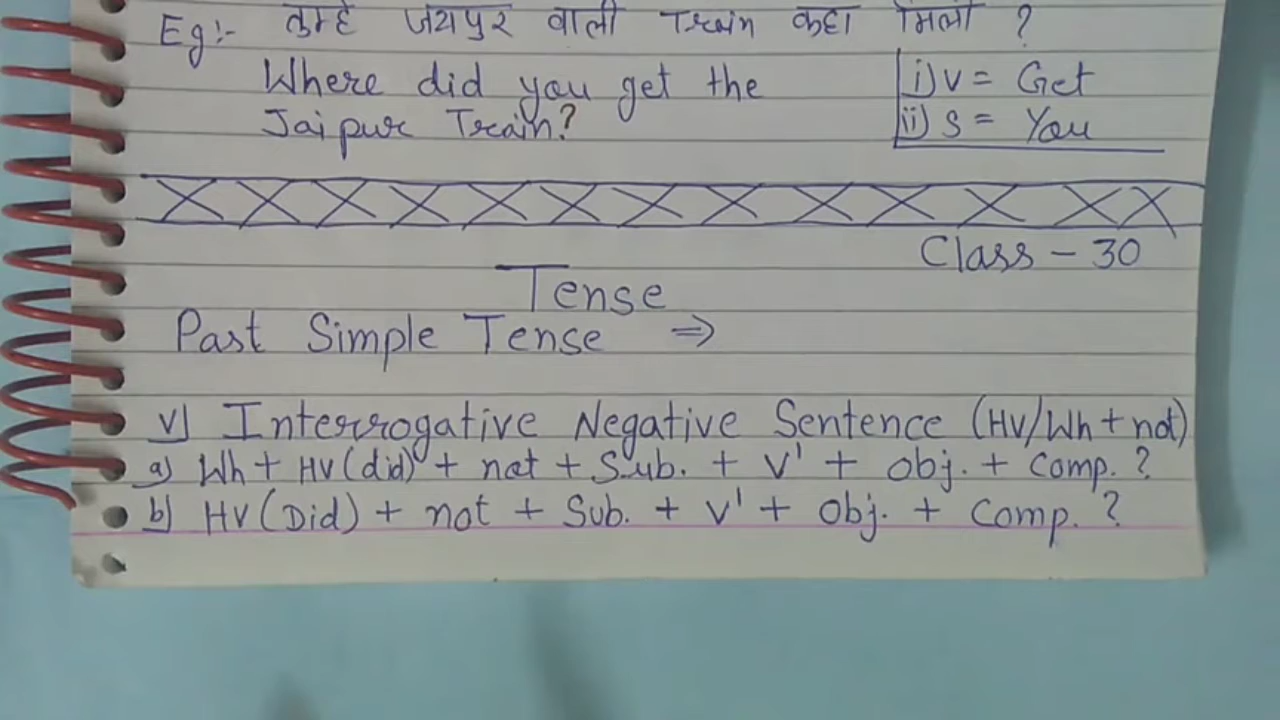 Eg:- तुम्हे जयपुर वाली Train कहा मिली ?
Where did you get the
Jaipur Train?
i) V = Get
ii) S = You
Class - 30
Tense
Past Simple Tense ⇒
v) Interrogative Negative Sentence (HV/Wh + not)
a) Wh + HV (did) + not + Sub. + V¹ + Obj. + Comp. ?
b) HV (Did) + not + Sub. + V¹ + Obj. + Comp. ?